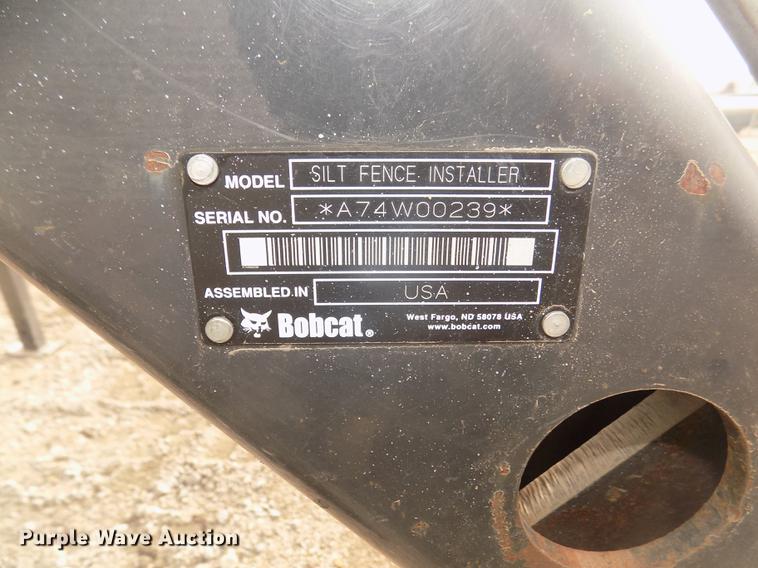 MODEL SILT FENCE INSTALLER
SERIAL NO. *A74W00239*
ASSEMBLED IN USA
Bobcat®
West Fargo, ND 58078 USA
www.bobcat.com
Purple Wave Auction